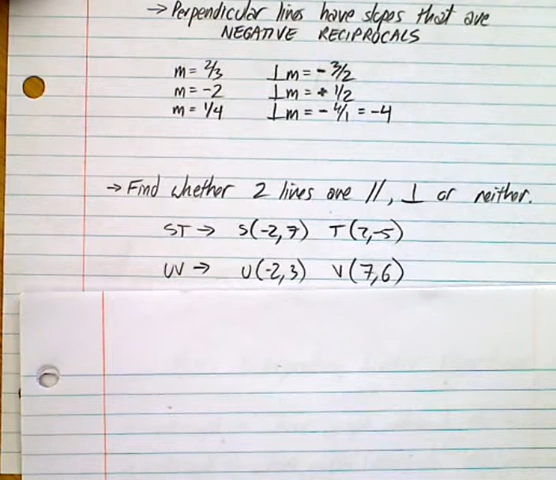 → Perpendicular lines have slopes that are
NEGATIVE RECIPROCALS
m = 2/3 ⊥m = - 3/2
m = -2 ⊥m = + 1/2
m = 1/4 ⊥m = - 4/1 = -4
→ Find whether 2 lines are //, ⊥ or neither.
ST → S(-2,7) T(2,-5)
UV → U(-2,3) V(7,6)